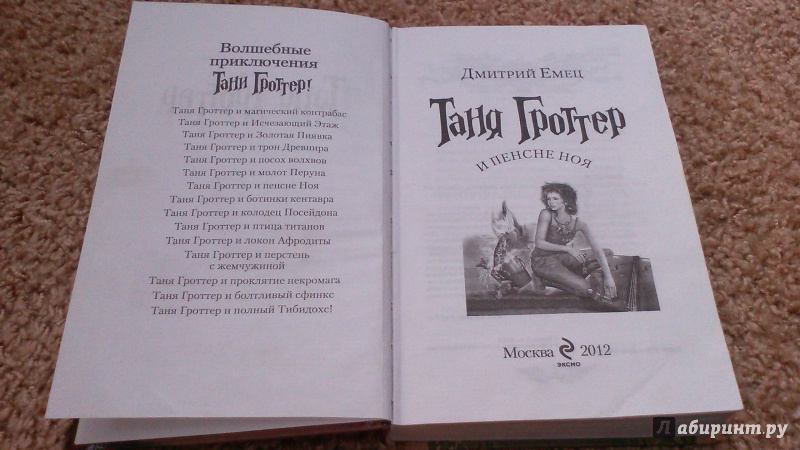 Волшебные
приключения
Тани Гроттер!
Таня Гроттер и магический контрабас
Таня Гроттер и Исчезающий Этаж
Таня Гроттер и Золотая Пиявка
Таня Гроттер и трон Древнира
Таня Гроттер и посох волхвов
Таня Гроттер и молот Перуна
Таня Гроттер и пенсне Ноя
Таня Гроттер и ботинки кентавра
Таня Гроттер и колодец Посейдона
Таня Гроттер и птица титанов
Таня Гроттер и локон Афродиты
Таня Гроттер и перстень
с жемчужиной
Таня Гроттер и проклятие некромага
Таня Гроттер и болтливый сфинкс
Таня Гроттер и полный Тибидохс!
Дмитрий Емец
Таня Гроттер
и пенсне Ноя
Москва 2012
эксмо
Лабиринт.ру